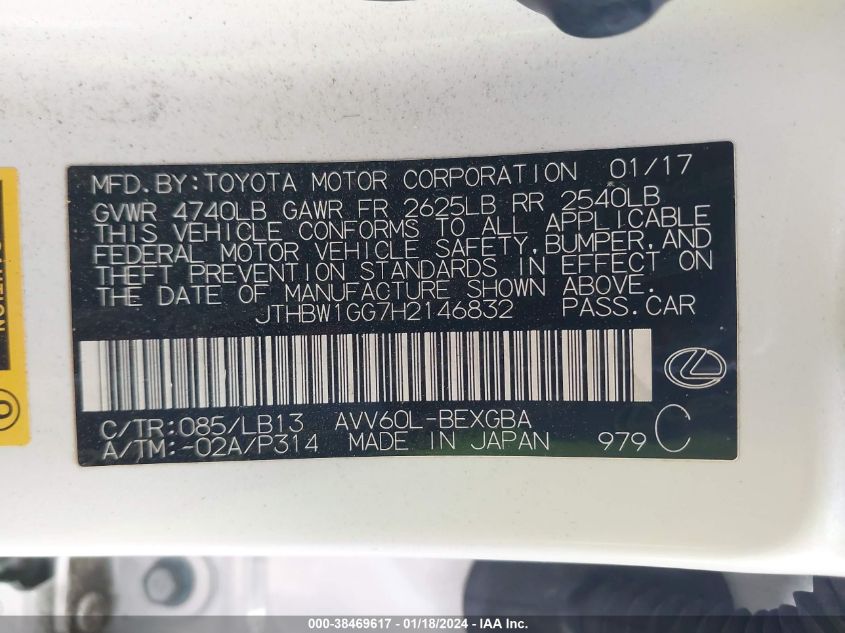 MFD.BY:TOYOTA MOTOR CORPORATION 01/17
GVWR 4740LB GAWR FR 2625LB RR 2540LB
THIS VEHICLE CONFORMS TO ALL APPLICABLE
FEDERAL MOTOR VEHICLE SAFETY, BUMPER, AND
THEFT PREVENTION STANDARDS IN EFFECT ON
THE DATE OF MANUFACTURE SHOWN ABOVE.
JTHBW1GG7H2146832 PASS.CAR
C/TR:085/LB13 AVV60L-BEXGBA
A/TM:-02A/P314 MADE IN JAPAN 979 C
000-38469617 - 01/18/2024 - IAA Inc.